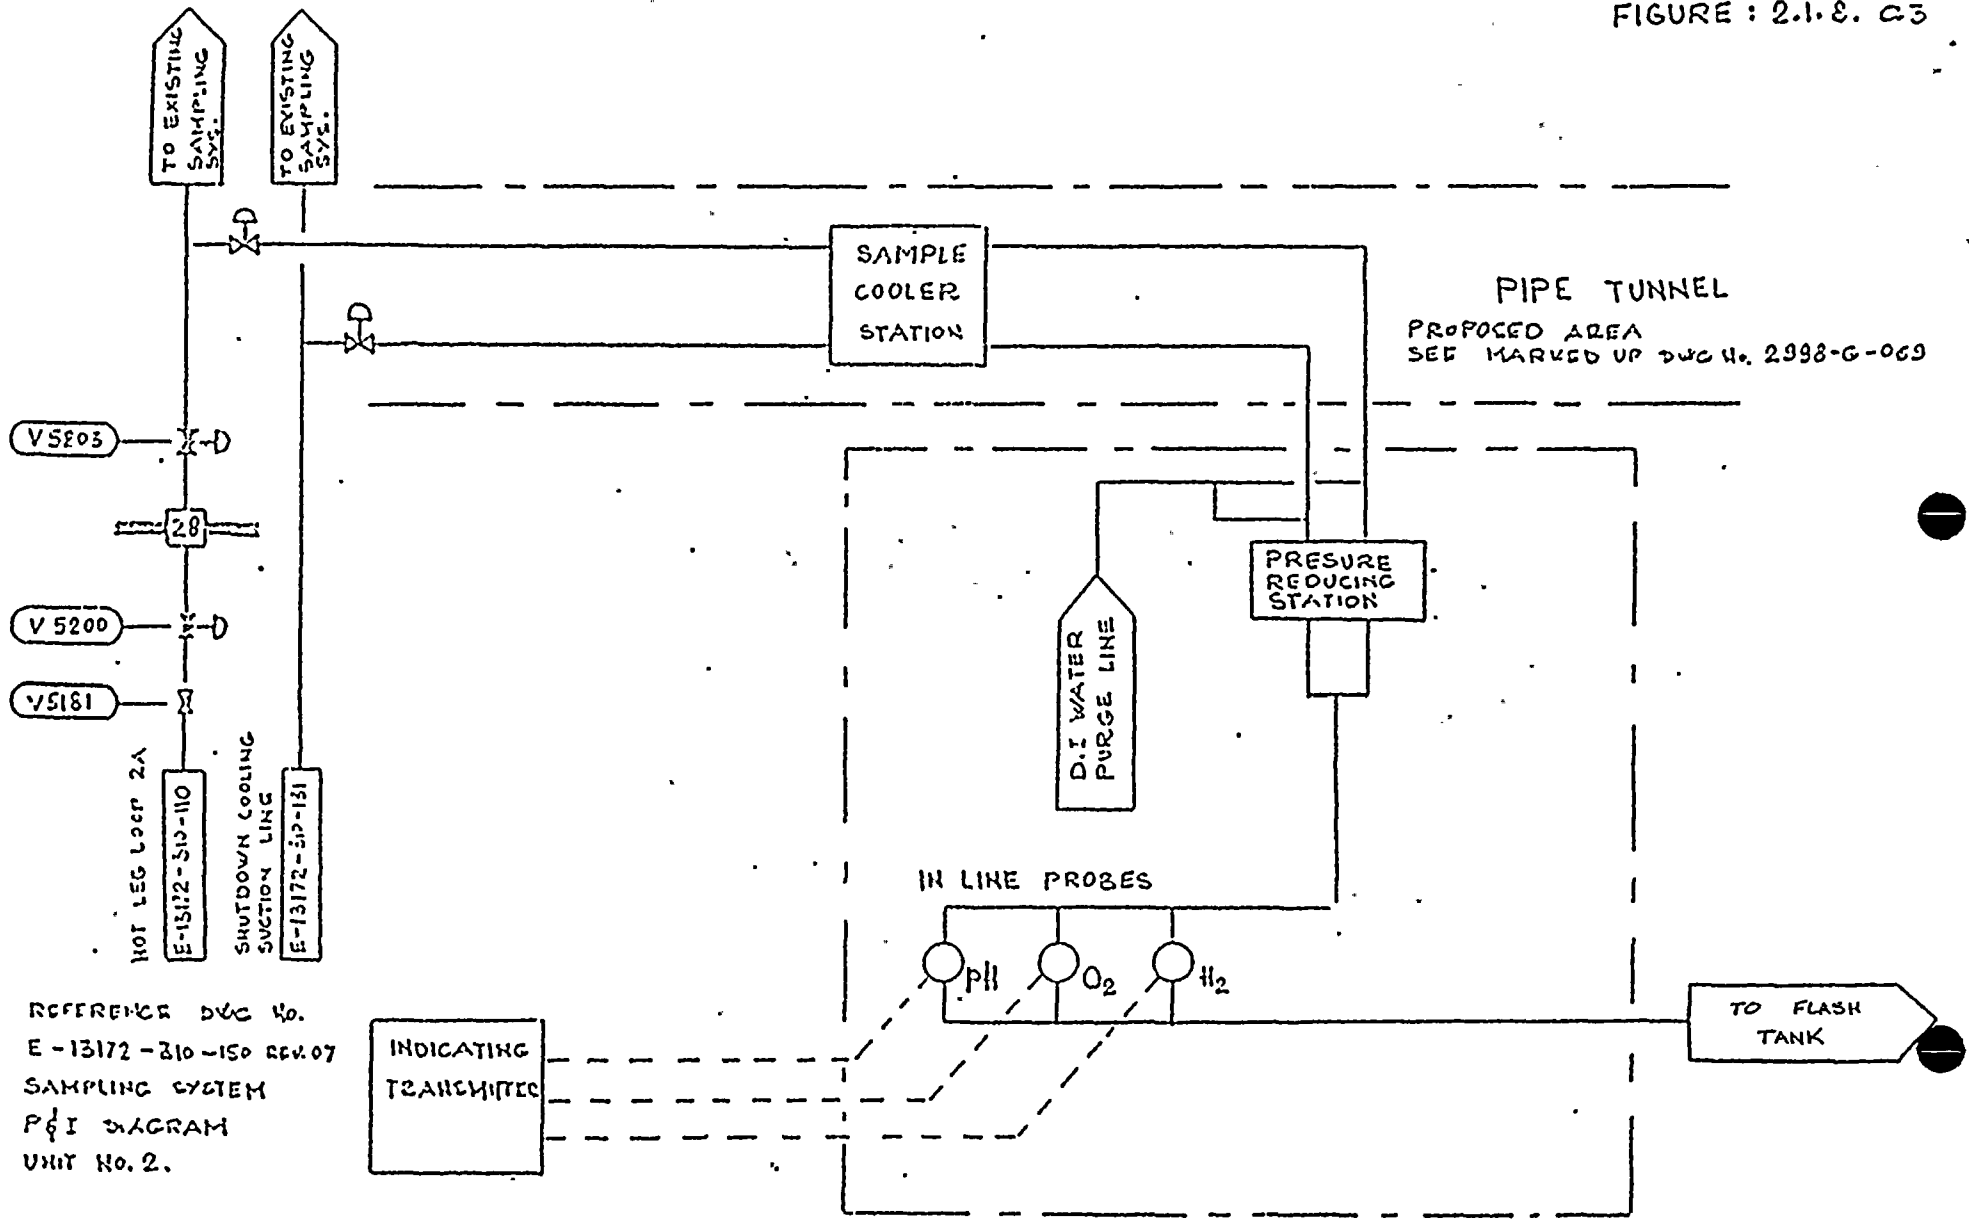 FIGURE : 2.1.8. G3
TO EXISTING
SAMPLING
SYS.
TO EXISTING
SAMPLING
SYS.
SAMPLE
COOLER
STATION
PIPE TUNNEL
PROPOSED AREA
SEE MARKED UP DWG No. 2998-G-069
V5203
28
V5200
V5181
PRESURE
REDUCING
STATION
D.I WATER
PURGE LINE
HOT LEG LOOP 2A
E-13172-310-110
SHUTDOWN COOLING
SUCTION LINE
E-13172-310-131
IN LINE PROBES
pH
O2
H2
REFERENCE DWG No.
E-13172-310-150 REV.07
SAMPLING SYSTEM
P&I DIAGRAM
UNIT No. 2.
INDICATING
TRANSMITTER
TO FLASH
TANK